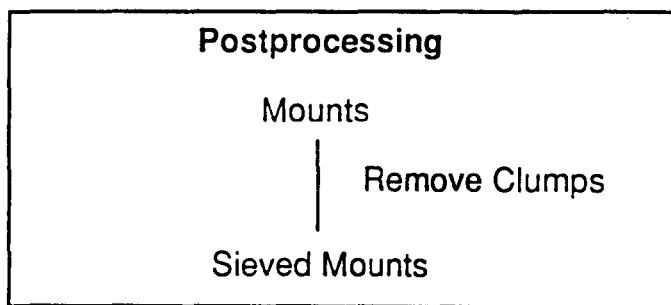 Postprocessing
Mounts
Remove Clumps
Sieved Mounts